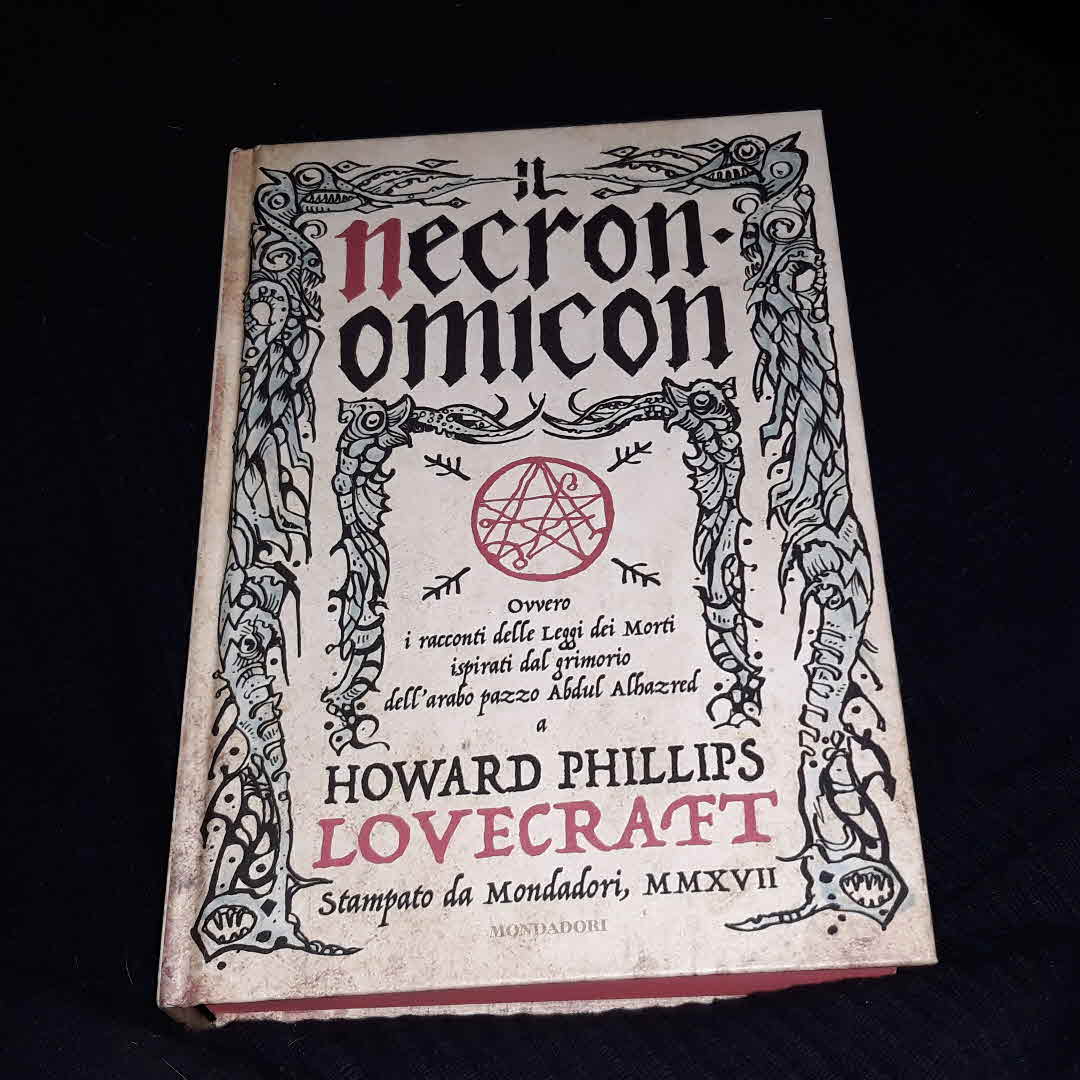 IL
necron-
omicon
Ovvero
i racconti delle Leggi dei Morti
ispirati dal grimorio
dell'arabo pazzo Abdul Alhazred
a
HOWARD PHILLIPS
LOVECRAFT
Stampato da Mondadori, MMXVII
MONDADORI